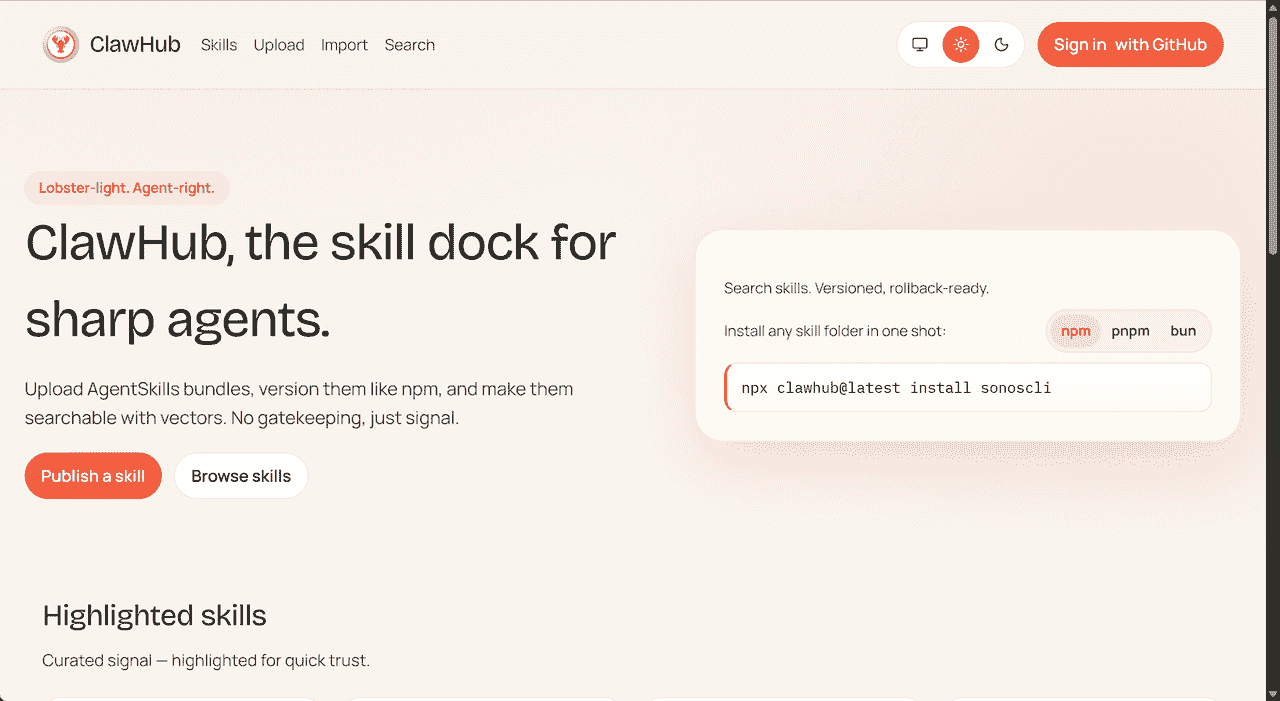 ClawHub
Skills
Upload
Import
Search
Sign in with GitHub
Lobster-light. Agent-right.
ClawHub, the skill dock for
sharp agents.
Upload AgentSkills bundles, version them like npm, and make them
searchable with vectors. No gatekeeping, just signal.
Publish a skill
Browse skills
Search skills. Versioned, rollback-ready.
Install any skill folder in one shot:
npm
pnpm
bun
npx clawhub@latest install sonoscli
Highlighted skills
Curated signal — highlighted for quick trust.